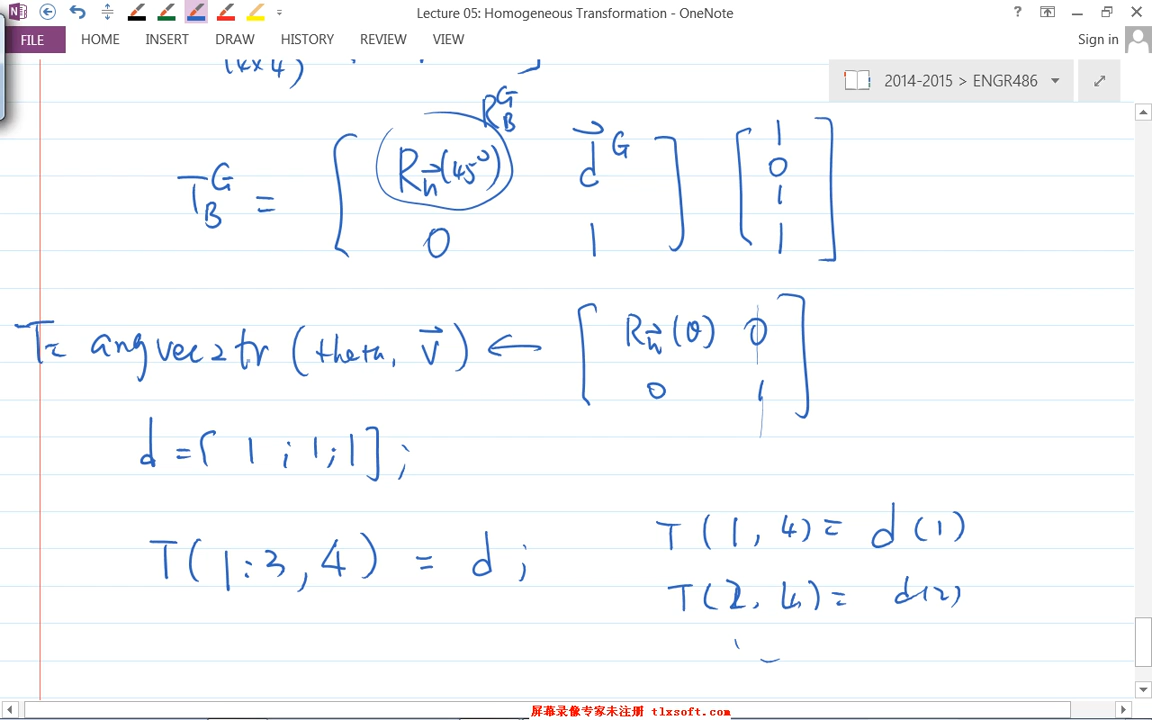 Lecture 05: Homogeneous Transformation - OneNote
FILE HOME INSERT DRAW HISTORY REVIEW VIEW
Sign in
2014-2015 > ENGR486
(4x4)
R_B^G
T_B^G = [ R_n⃗(45°) d⃗^G ] [ 1
0
1
0 1 1 ]
T= angvec2tr (theta, v⃗) ← [ R_n⃗(θ) 0
0 1 ]
d = [ 1 ; 1 ; 1 ] ;
T(1:3, 4) = d ;
T(1, 4) = d(1)
T(2, 4) = d(2)
屏幕录像专家未注册 tlxsoft.com